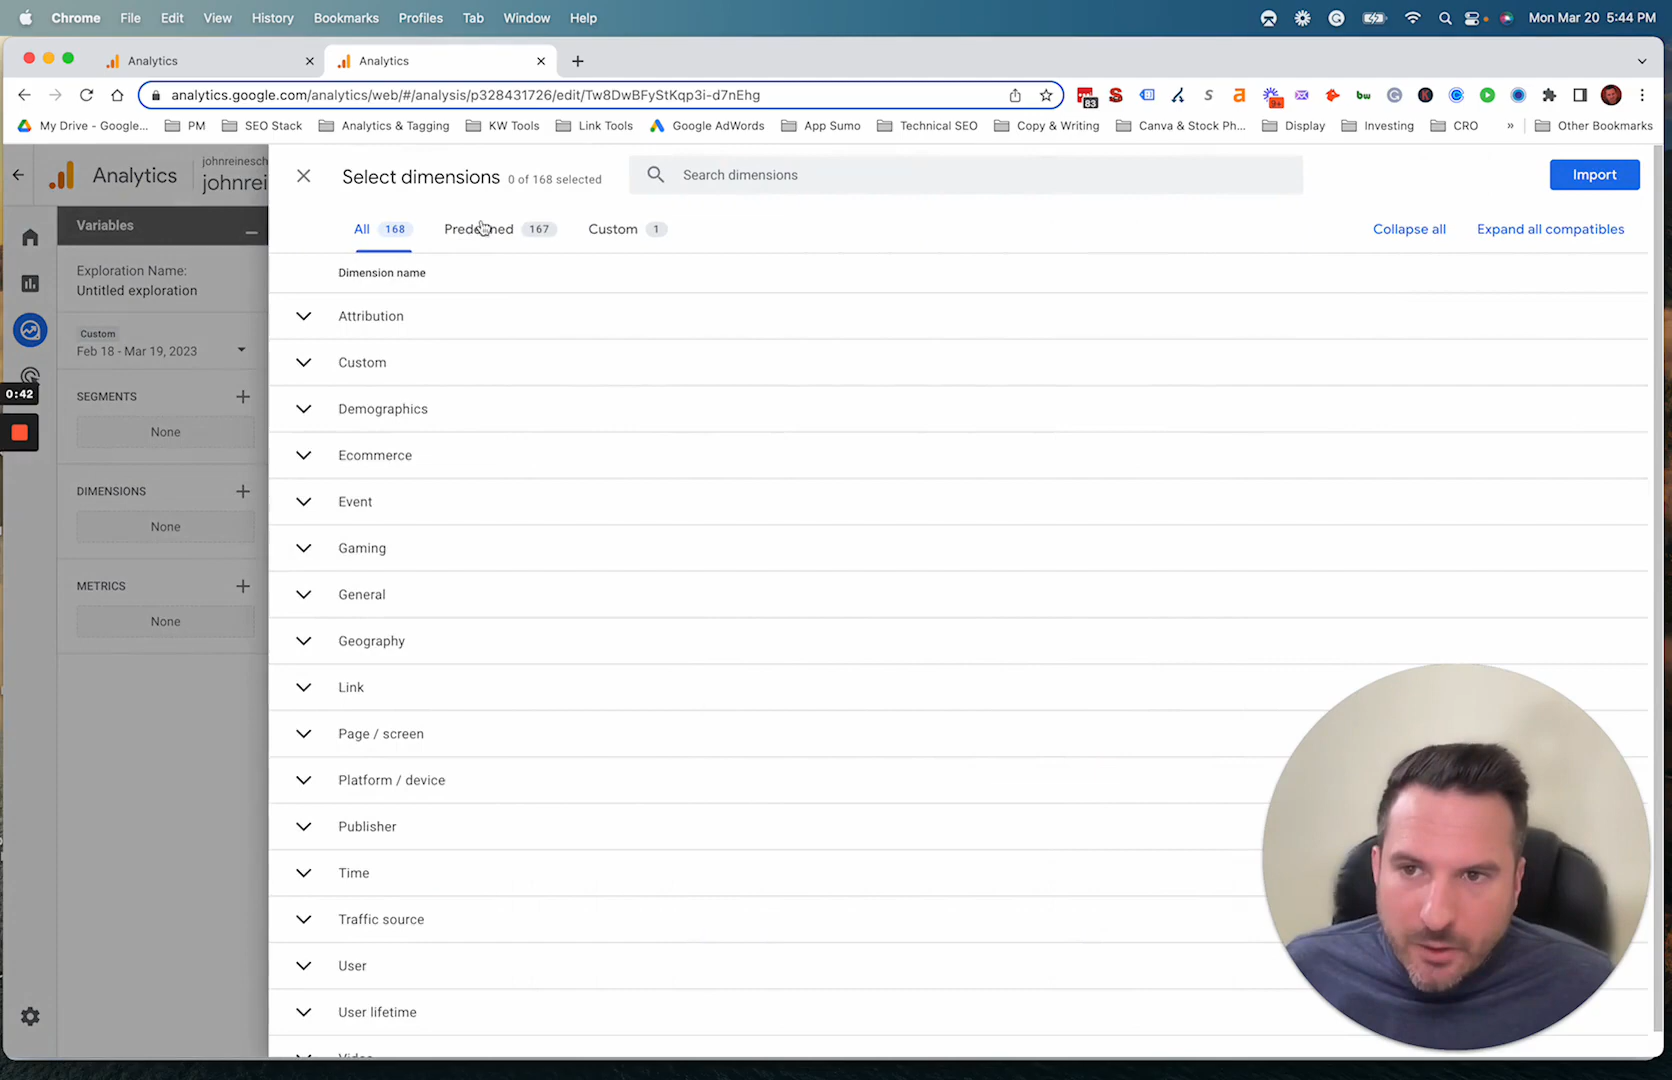 Chrome File Edit View History Bookmarks Profiles Tab Window Help Mon Mar 20 5:44 PM
Analytics Analytics
analytics.google.com/analytics/web/#/analysis/p328431726/edit/Tw8DwBFyStKqp3i-d7nEhg
My Drive - Google... PM SEO Stack Analytics & Tagging KW Tools Link Tools Google AdWords App Sumo Technical SEO Copy & Writing Canva & Stock Ph... Display Investing CRO » Other Bookmarks
Analytics
johnreinesch
johnrei
Select dimensions 0 of 168 selected
Search dimensions
Import
Variables
All 168 Predefined 167 Custom 1
Collapse all Expand all compatibles
Exploration Name:
Untitled exploration
Custom
Feb 18 - Mar 19, 2023
0:42
SEGMENTS
None
DIMENSIONS
None
METRICS
None
Dimension name
Attribution
Custom
Demographics
Ecommerce
Event
Gaming
General
Geography
Link
Page / screen
Platform / device
Publisher
Time
Traffic source
User
User lifetime
Video